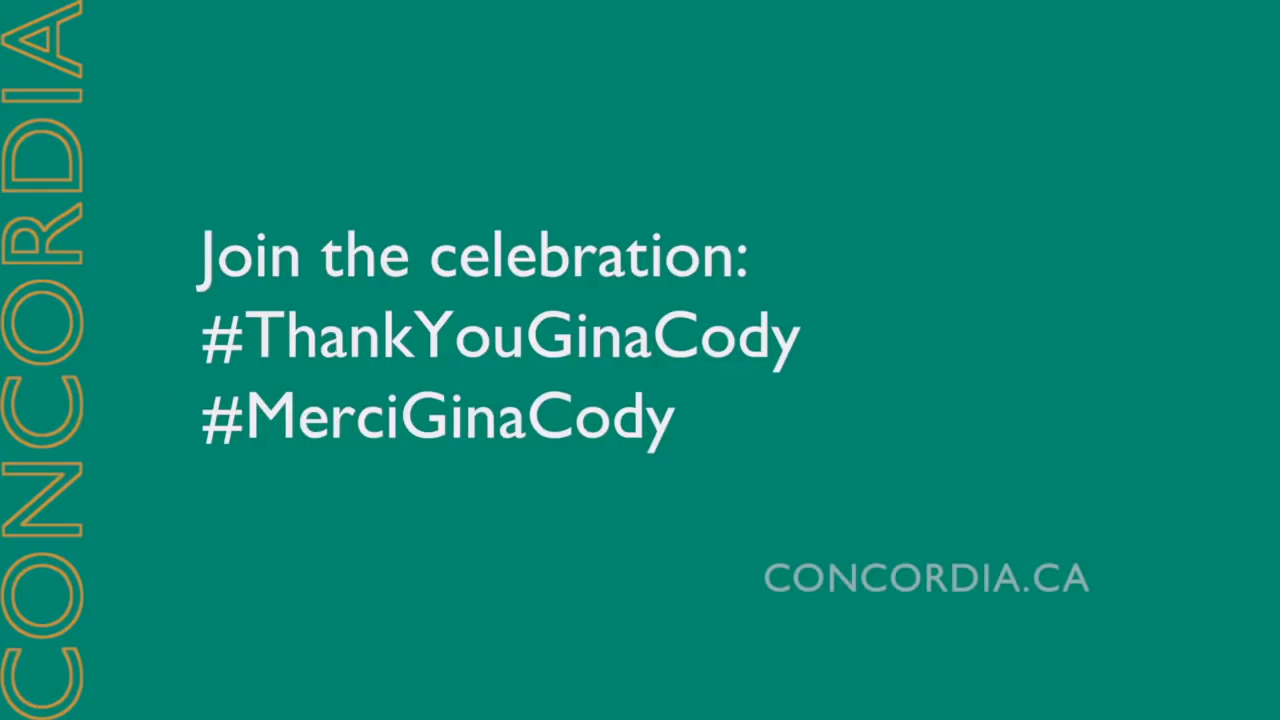 CONCORDIA
Join the celebration:
#ThankYouGinaCody
#MerciGinaCody
CONCORDIA.CA